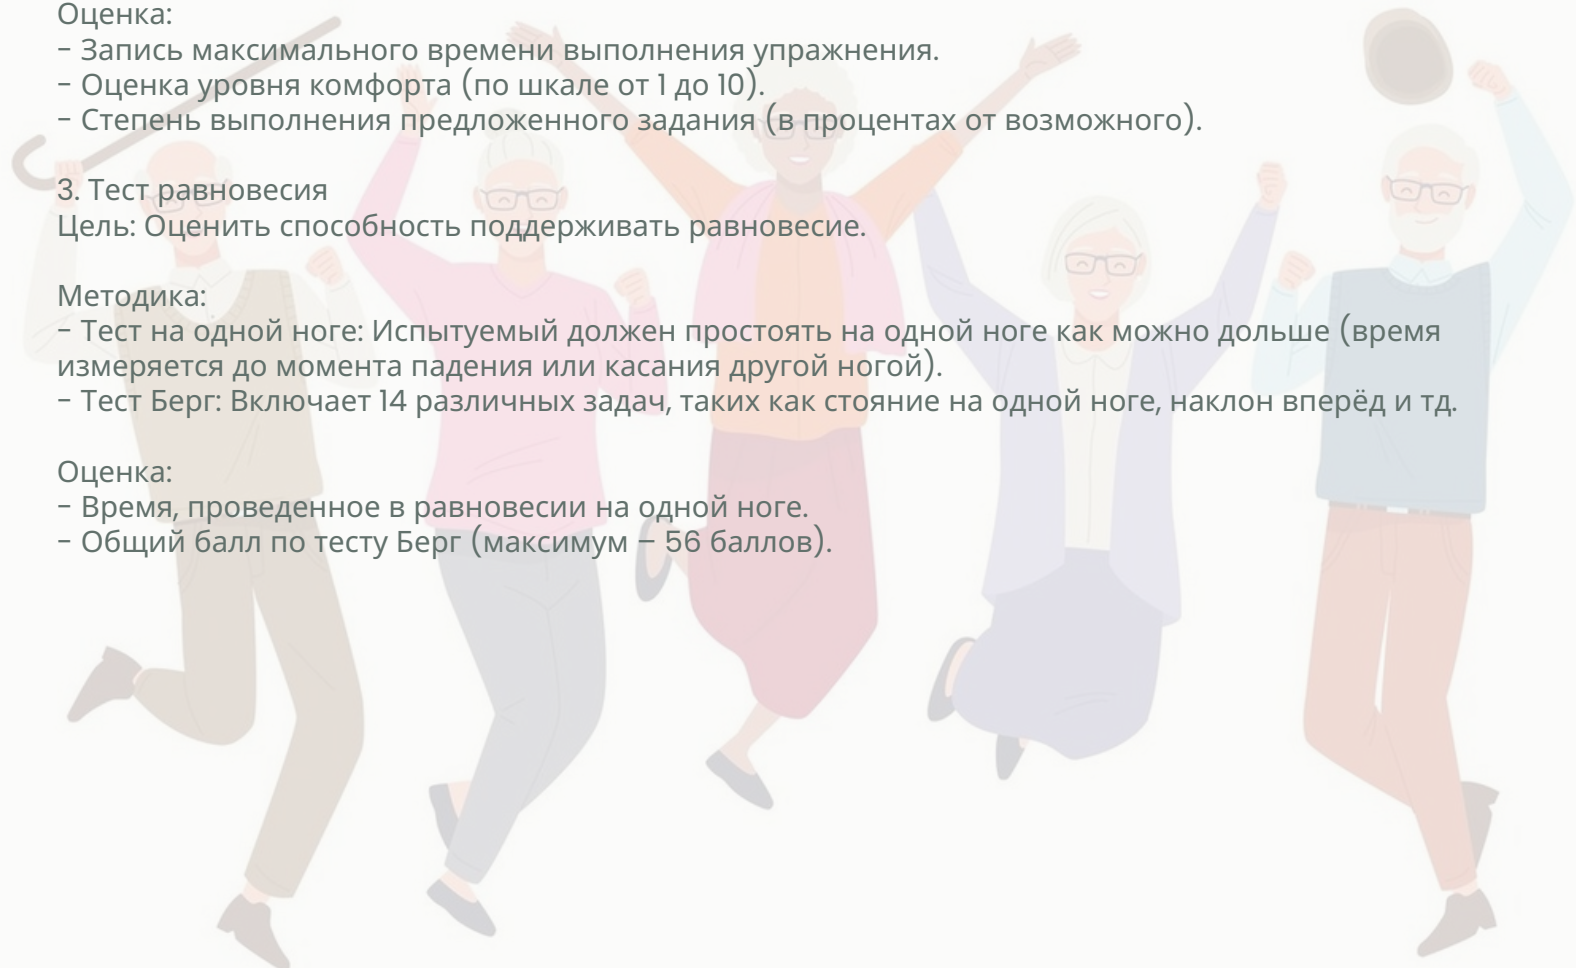 Оценка:
- Запись максимального времени выполнения упражнения.
- Оценка уровня комфорта (по шкале от 1 до 10).
- Степень выполнения предложенного задания (в процентах от возможного).
3. Тест равновесия
Цель: Оценить способность поддерживать равновесие.
Методика:
- Тест на одной ноге: Испытуемый должен простоять на одной ноге как можно дольше (время
измеряется до момента падения или касания другой ногой).
- Тест Берг: Включает 14 различных задач, таких как стояние на одной ноге, наклон вперёд и тд.
Оценка:
- Время, проведенное в равновесии на одной ноге.
- Общий балл по тесту Берг (максимум – 56 баллов).